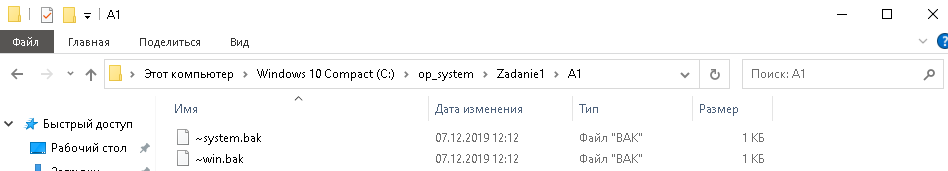 A1
Файл Главная Поделиться Вид
Этот компьютер Windows 10 Compact (C:) op_system Zadanie1 A1 Поиск: A1
Имя Дата изменения Тип Размер
Быстрый доступ
~system.bak 07.12.2019 12:12 Файл "BAK" 1 КБ
Рабочий стол
~win.bak 07.12.2019 12:12 Файл "BAK" 1 КБ